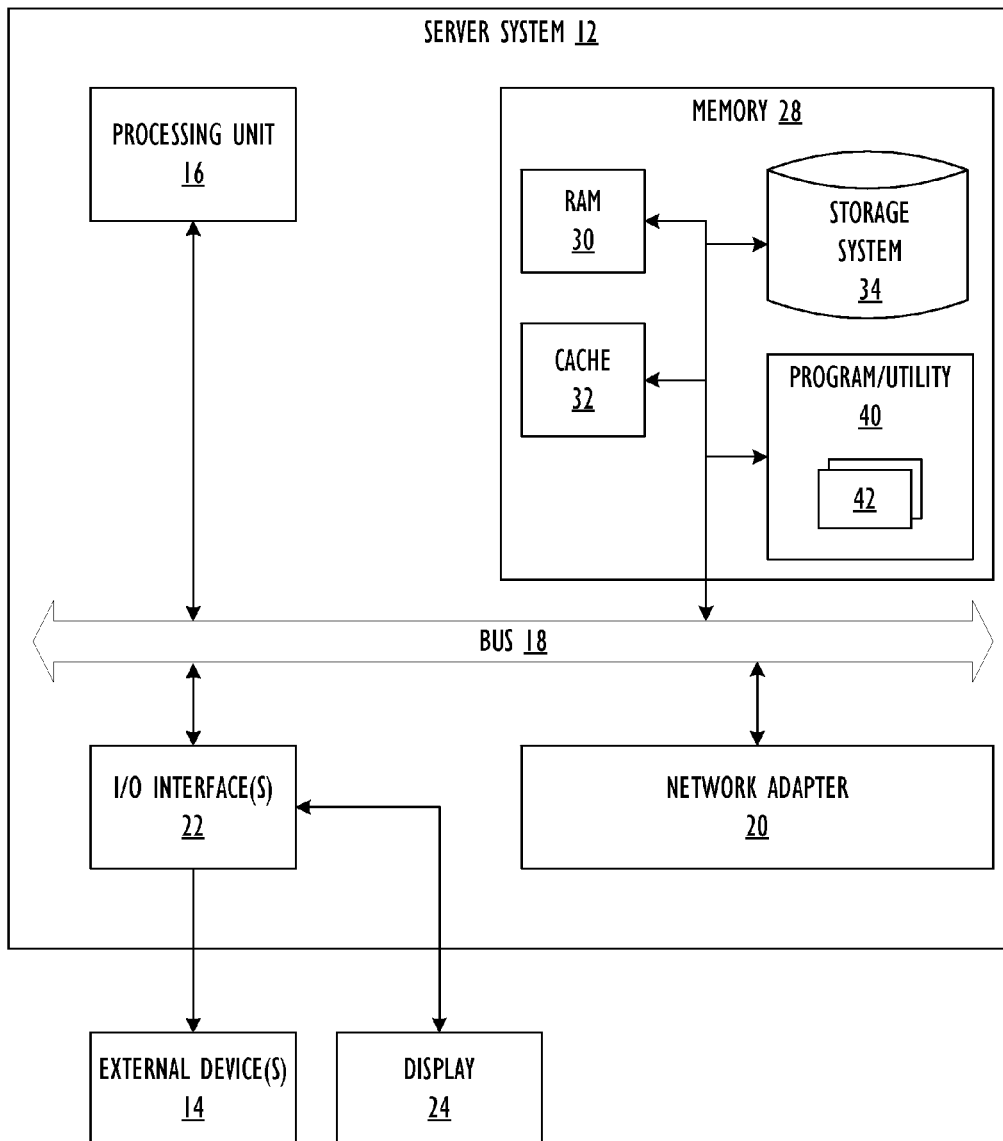 SERVER SYSTEM 12
PROCESSING UNIT
16
MEMORY 28
RAM
30
STORAGE
SYSTEM
34
CACHE
32
PROGRAM/UTILITY
40
42
BUS 18
I/O INTERFACE(S)
22
NETWORK ADAPTER
20
EXTERNAL DEVICE(S)
14
DISPLAY
24